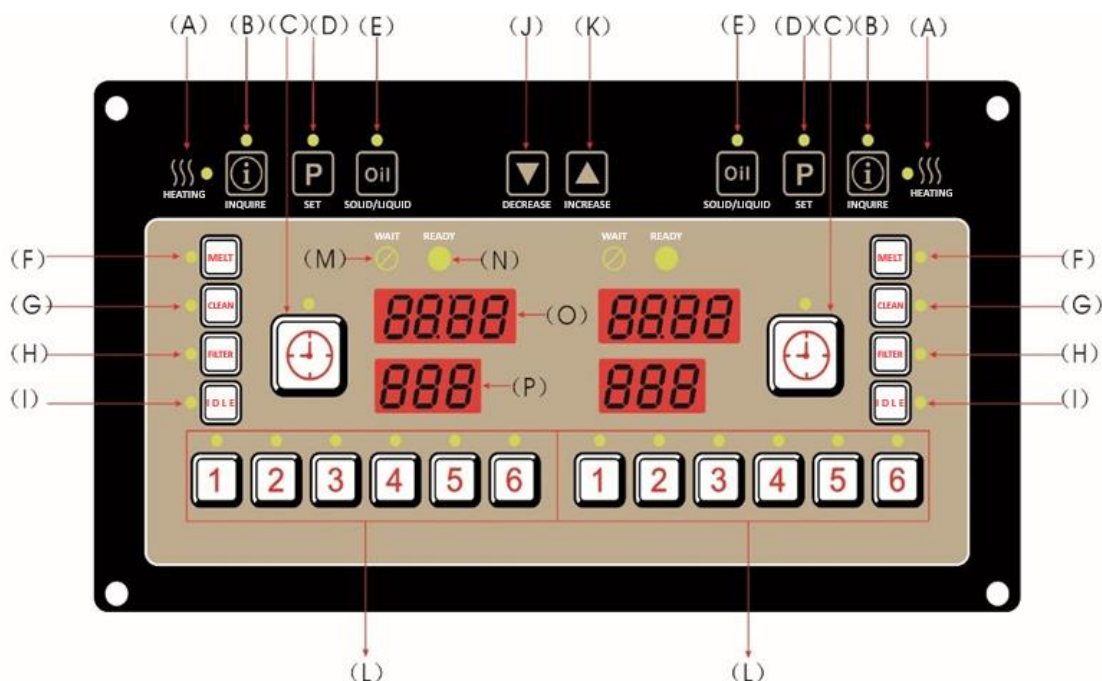 (A) (B) (C) (D) (E) (J) (K) (E) (D) (C) (B) (A)
i P Oil Oil P i
HEATING INQUIRE SET SOLID/LIQUID DECREASE INCREASE SOLID/LIQUID SET INQUIRE HEATING
WAIT READY WAIT READY
(F) MELT (M) (N) MELT (F)
(G) CLEAN 88:88 (O) 88:88 CLEAN (G)
(H) FILTER FILTER (H)
(I) IDLE 888 (P) 888 IDLE (I)
1 2 3 4 5 6 1 2 3 4 5 6
(L) (L)